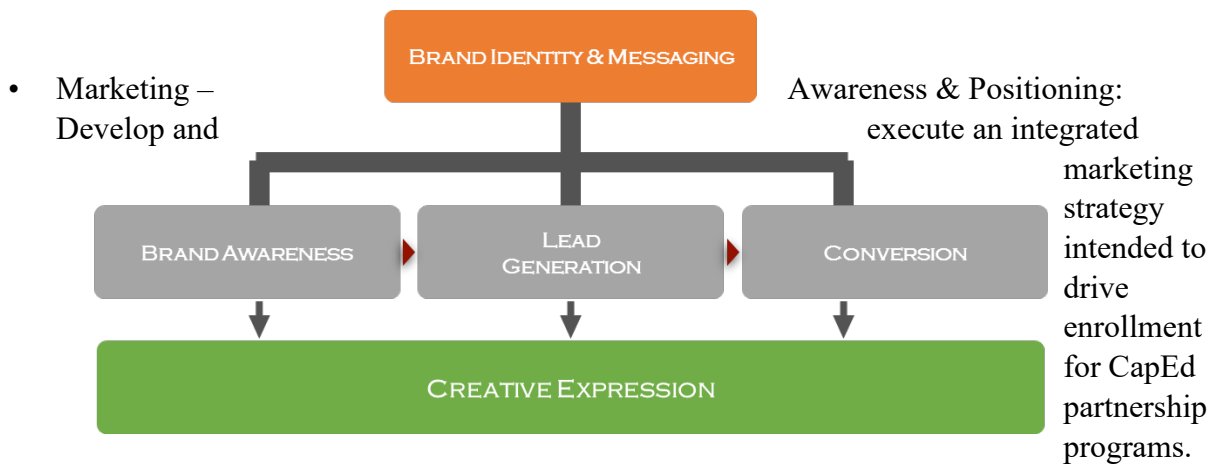 BRAND IDENTITY & MESSAGING
• Marketing – Awareness & Positioning:
Develop and execute an integrated
marketing
strategy
intended to
drive
enrollment
for CapEd
partnership
programs.
BRAND AWARENESS
LEAD
GENERATION
CONVERSION
CREATIVE EXPRESSION